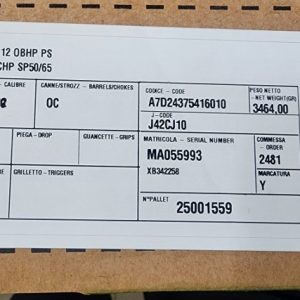 12 OBHP PS
CHP SP50/65
- CALIBRE
CANNE/STROZZ - BARRELS/CHOKES
OC
CODICE - CODE
A7D24375416010
PESO NETTO
- NET WEIGHT(GR)
3464,00
J-CODE
J42CJ10
PIEGA - DROP
GUANCETTE - GRIPS
MATRICOLA - SERIAL NUMBER
MA055993
XB342258
COMMESSA
- ORDER
2481
MARCATURA
Y
GRILLETTO - TRIGGERS
N°PALLET
25001559